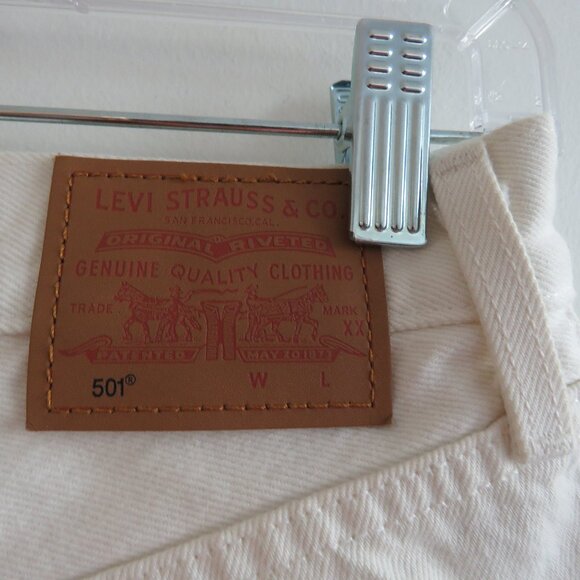 LEVI STRAUSS & CO.
SAN FRANCISCO, CAL.
ORIGINAL RIVETED
GENUINE QUALITY CLOTHING
TRADE MARK
XX
PATENTED MAY 20 1873
501® W L